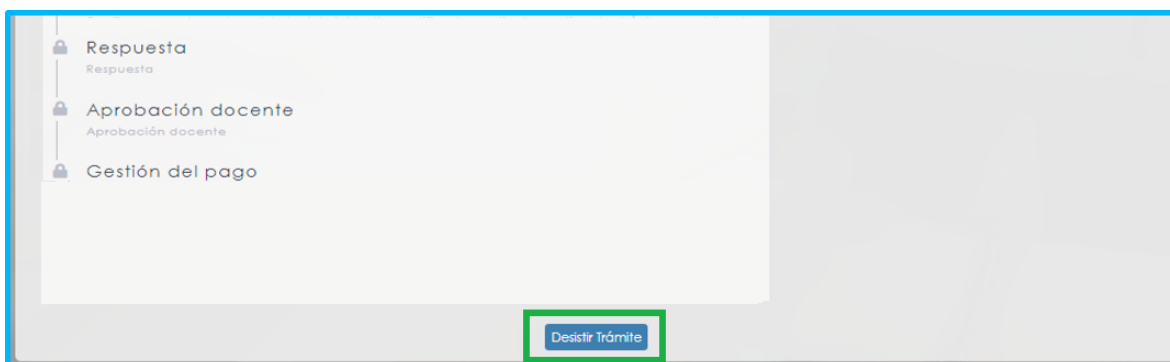 Respuesta
Respuesta
Aprobación docente
Aprobación docente
Gestión del pago
Desistir Trámite